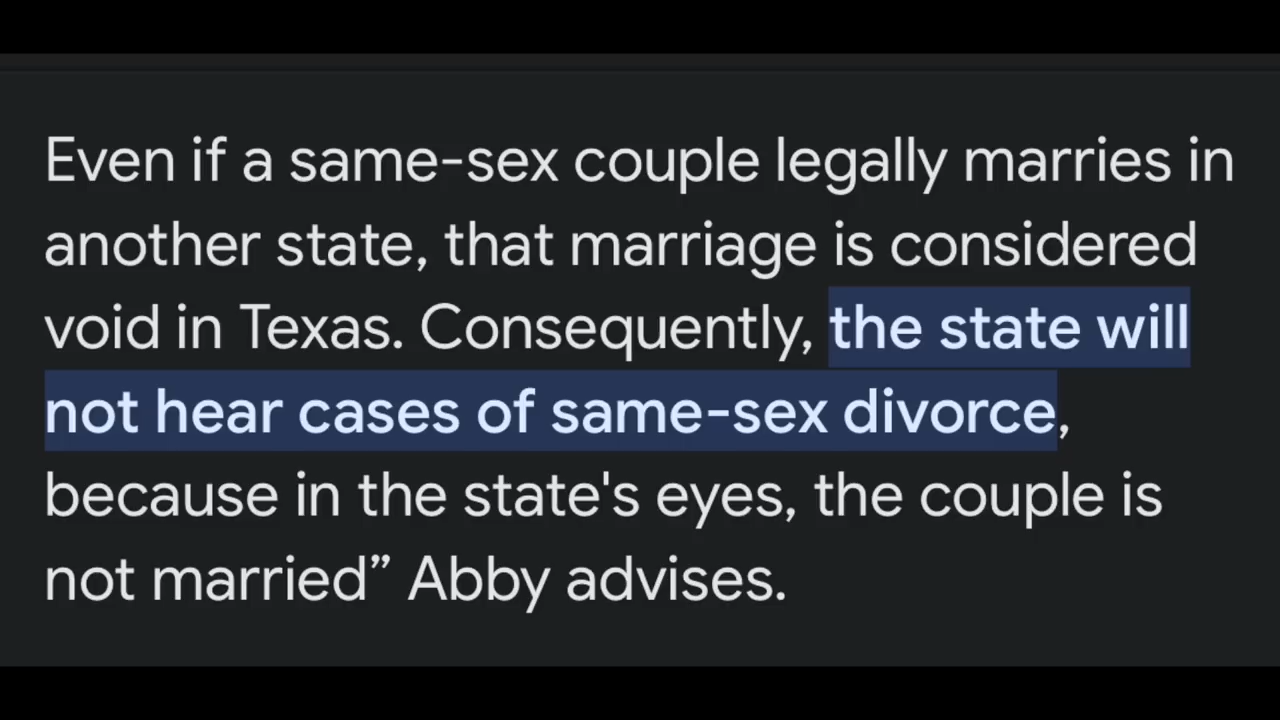 Even if a same-sex couple legally marries in
another state, that marriage is considered
void in Texas. Consequently, the state will
not hear cases of same-sex divorce,
because in the state's eyes, the couple is
not married” Abby advises.